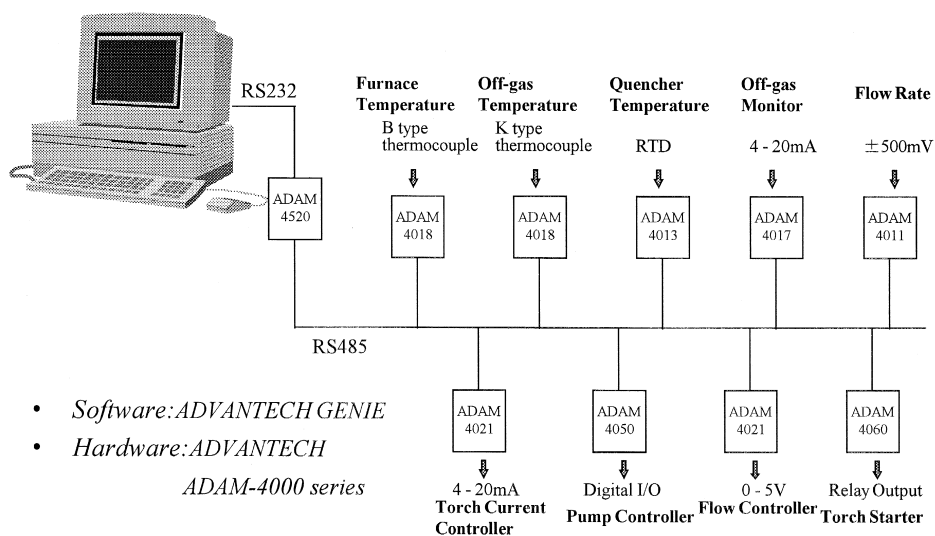 RS232
Furnace
Temperature
B type
thermocouple
Off-gas
Temperature
K type
thermocouple
Quencher
Temperature
RTD
Off-gas
Monitor
4 - 20mA
Flow Rate
±500mV
ADAM
4520
ADAM
4018
ADAM
4018
ADAM
4013
ADAM
4017
ADAM
4011
RS485
ADAM
4021
ADAM
4050
ADAM
4021
ADAM
4060
• Software:ADVANTECH GENIE
• Hardware:ADVANTECH
ADAM-4000 series
4 - 20mA
Torch Current
Controller
Digital I/O
Pump Controller
0 - 5V
Flow Controller
Relay Output
Torch Starter